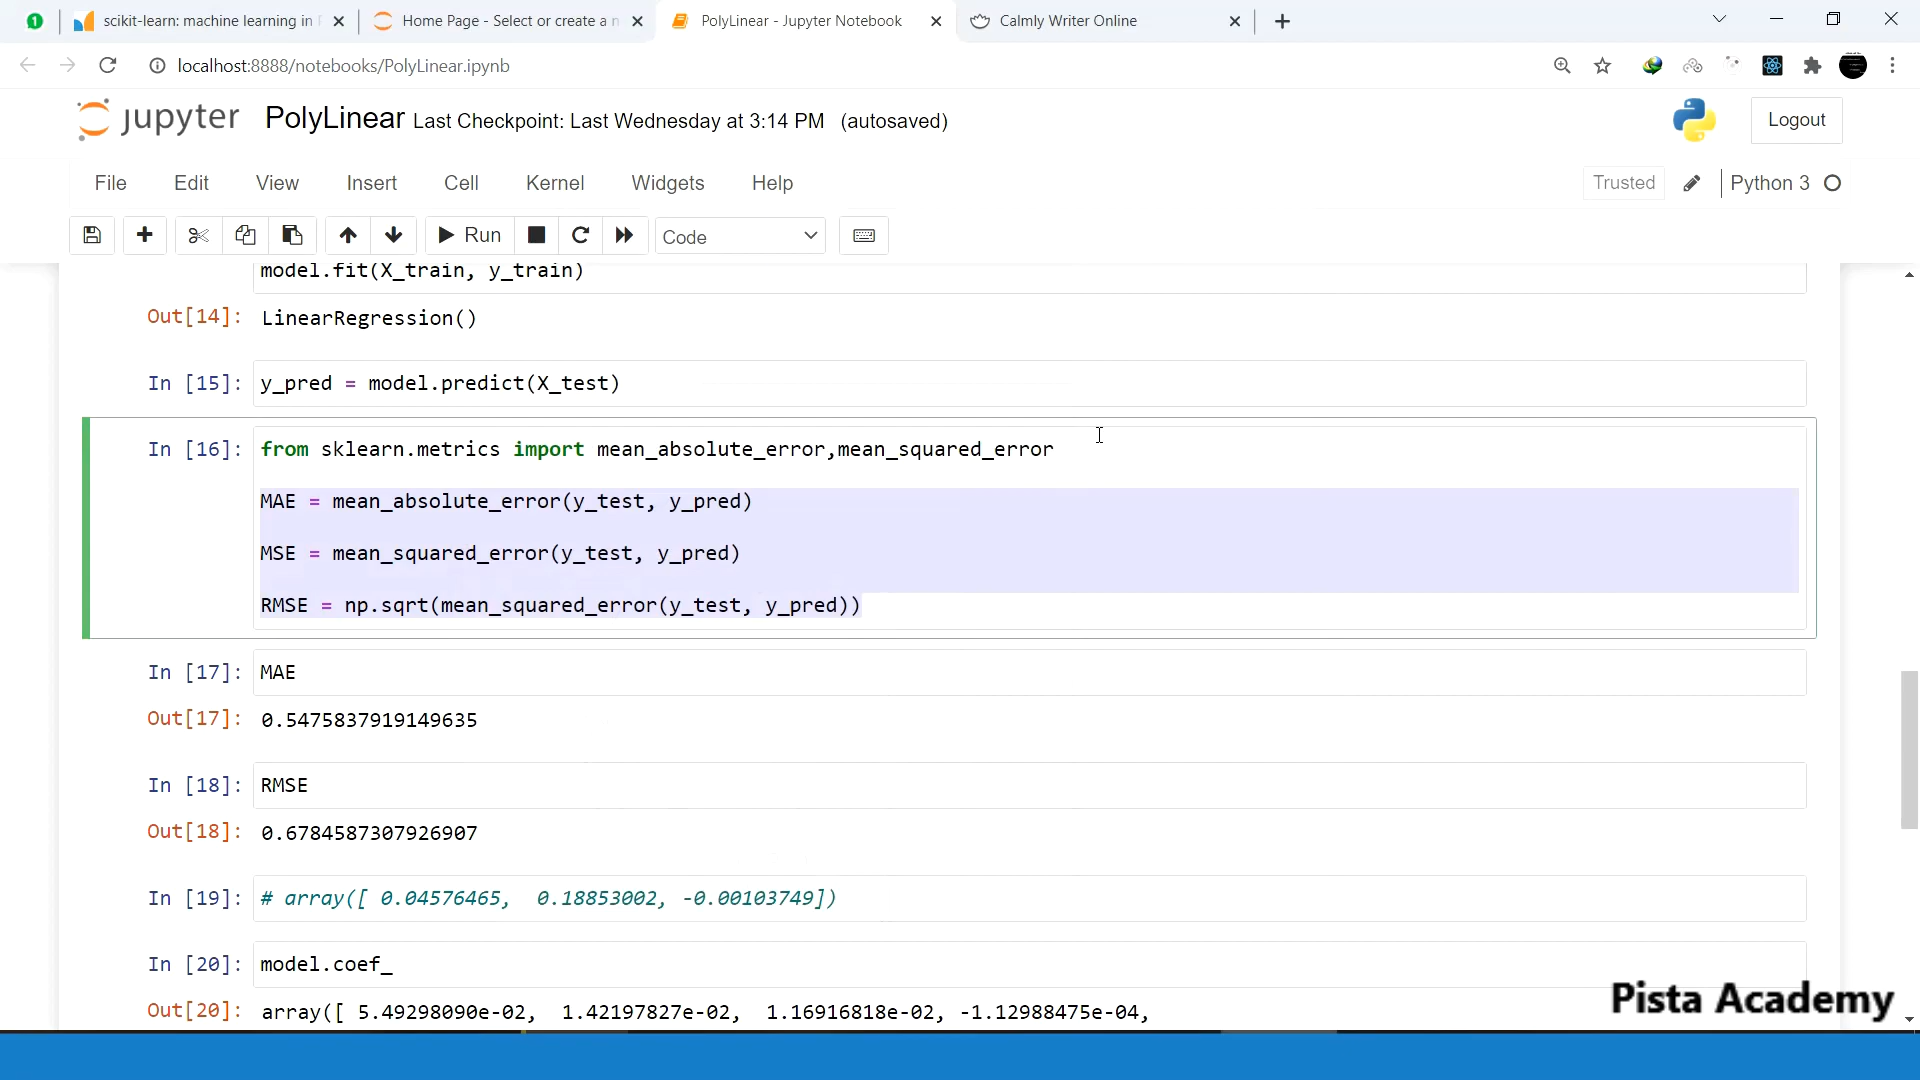 scikit-learn: machine learning in P
Home Page - Select or create a n
PolyLinear - Jupyter Notebook
Calmly Writer Online
localhost:8888/notebooks/PolyLinear.ipynb
jupyter
PolyLinear Last Checkpoint: Last Wednesday at 3:14 PM (autosaved)
Logout
File Edit View Insert Cell Kernel Widgets Help
Trusted
Python 3
Run
Code
model.fit(X_train, y_train)
Out[14]: LinearRegression()
In [15]: y_pred = model.predict(X_test)
In [16]: from sklearn.metrics import mean_absolute_error,mean_squared_error
MAE = mean_absolute_error(y_test, y_pred)
MSE = mean_squared_error(y_test, y_pred)
RMSE = np.sqrt(mean_squared_error(y_test, y_pred))
In [17]: MAE
Out[17]: 0.5475837919149635
In [18]: RMSE
Out[18]: 0.6784587307926907
In [19]: # array([ 0.04576465,  0.18853002, -0.00103749])
In [20]: model.coef_
Out[20]: array([ 5.49298090e-02,  1.42197827e-02,  1.16916818e-02, -1.12988475e-04,
Pista Academy